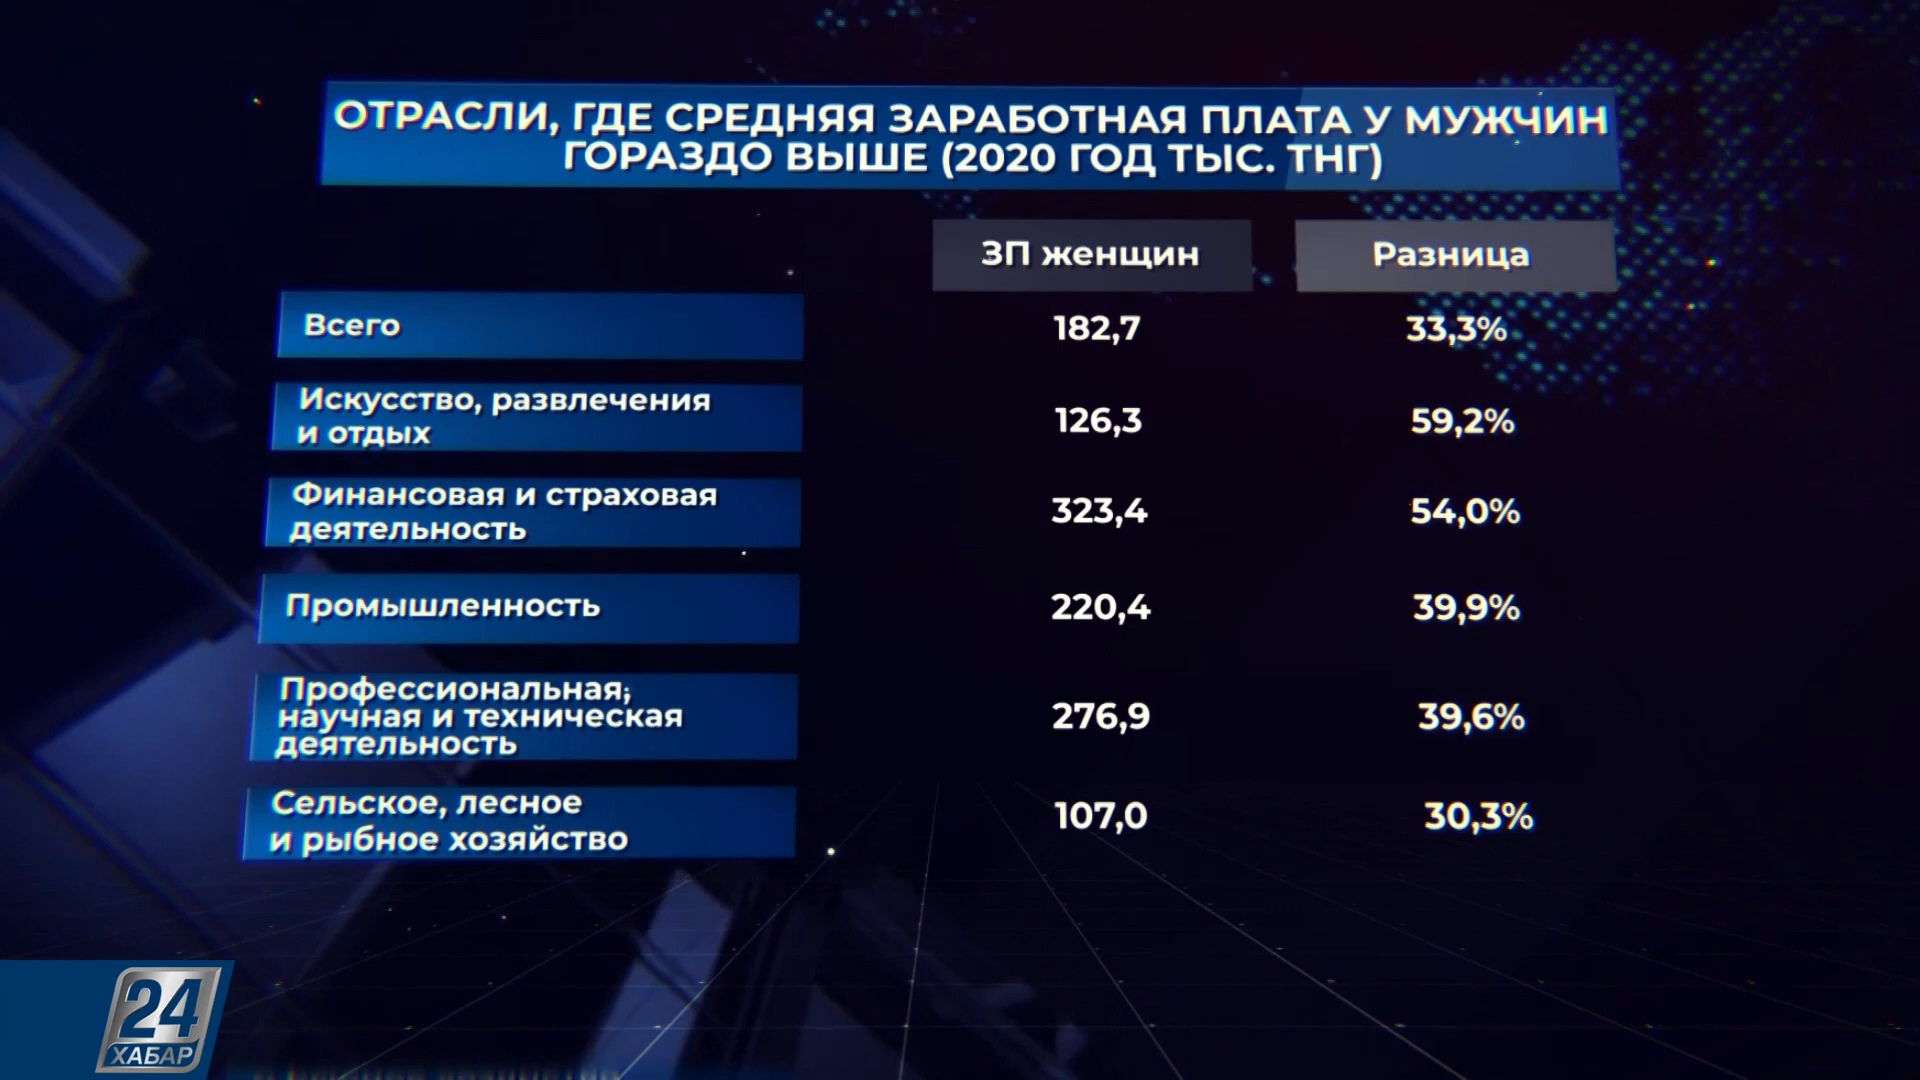 ОТРАСЛИ, ГДЕ СРЕДНЯЯ ЗАРАБОТНАЯ ПЛАТА У МУЖЧИН
ГОРАЗДО ВЫШЕ (2020 ГОД ТЫС. ТНГ)
ЗП женщин Разница
Всего 182,7 33,3%
Искусство, развлечения
и отдых 126,3 59,2%
Финансовая и страховая
деятельность 323,4 54,0%
Промышленность 220,4 39,9%
Профессиональная,
научная и техническая 276,9 39,6%
деятельность
Сельское, лесное
и рыбное хозяйство 107,0 30,3%
24
ХАБАР